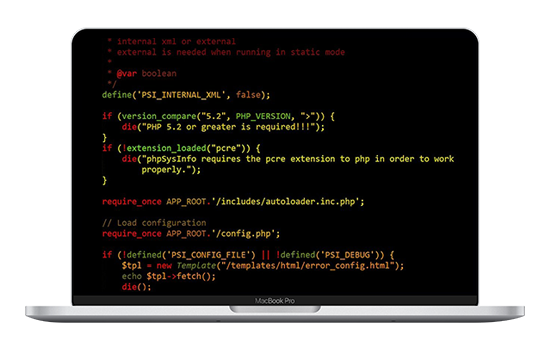 * internal xml or external
* external is needed when running in static mode
*
* @var boolean
*/
define('PSI_INTERNAL_XML', false);
if (version_compare("5.2", PHP_VERSION, ">")) {
die("PHP 5.2 or greater is required!!!");
}
if (!extension_loaded("pcre")) {
die("phpSysInfo requires the pcre extension to php in order to work
properly.");
}
require_once APP_ROOT.'/includes/autoloader.inc.php';
// Load configuration
require_once APP_ROOT.'/config.php';
if (!defined('PSI_CONFIG_FILE') || !defined('PSI_DEBUG')) {
$tpl = new Template("/templates/html/error_config.html");
echo $tpl->fetch();
die();
MacBook Pro